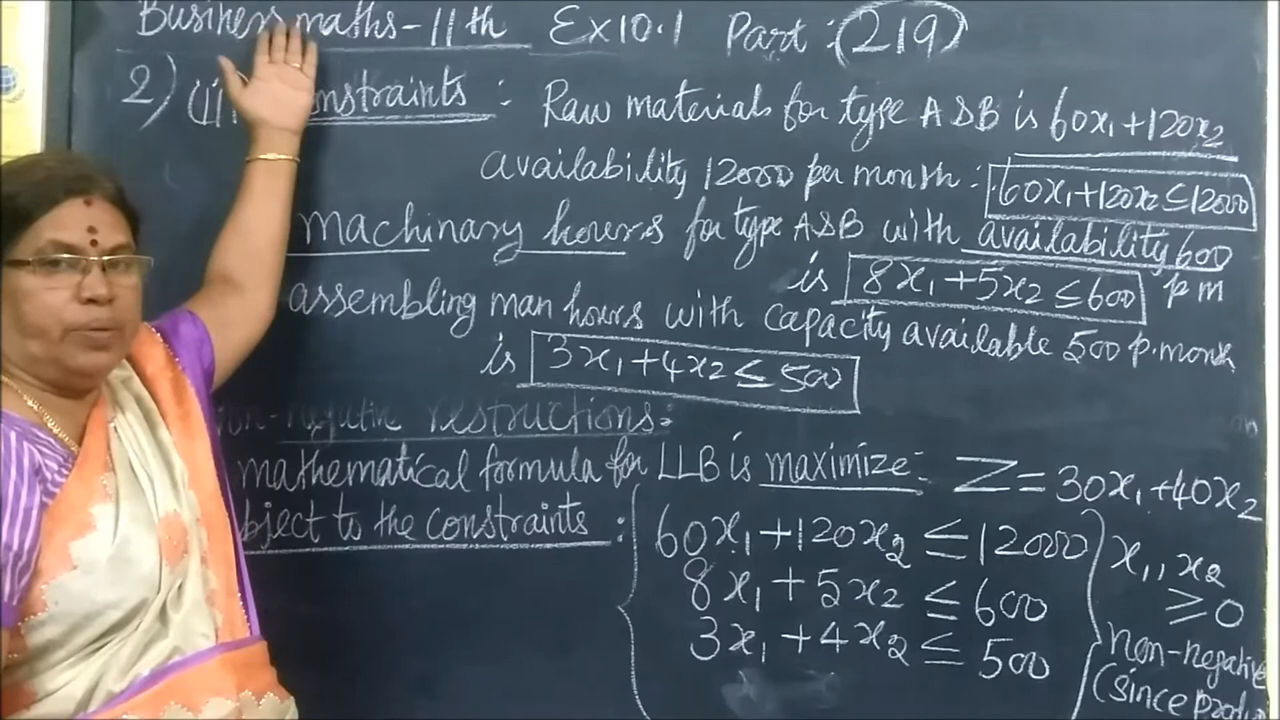 Business maths - 11th Ex 10.1 Part : (219)
2) constraints : Raw materials for type A & B is 60x₁ + 120x₂
availability 12000 per month : 60x₁ + 120x₂ ≤ 12000
machinary hours for type A & B with availability 600
is 8x₁ + 5x₂ ≤ 600 p m
assembling man hours with capacity available 500 p. month
is 3x₁ + 4x₂ ≤ 500
restrictions :
mathematical formula for LLB is maximize : Z = 30x₁ + 40x₂
bject to the constraints :
60x₁ + 120x₂ ≤ 12000
8x₁ + 5x₂ ≤ 600
3x₁ + 4x₂ ≤ 500
x₁, x₂
≥ 0
non-negative
(since produ